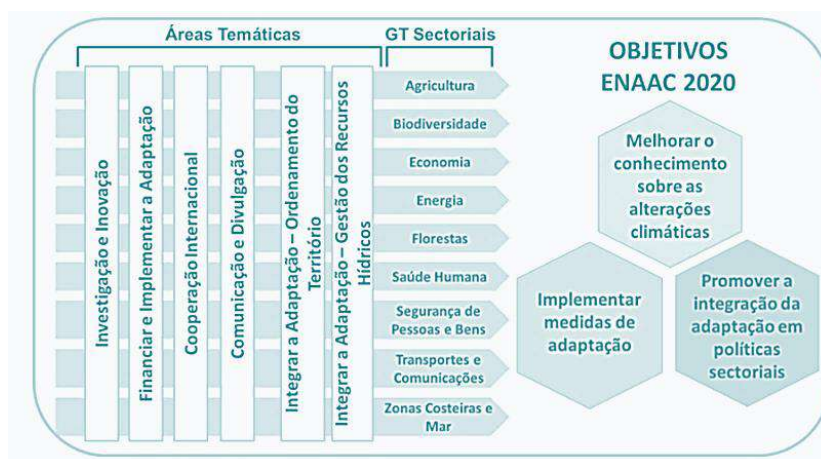 Áreas Temáticas
GT Sectoriais
Investigação e Inovação
Financiar e Implementar a Adaptação
Cooperação Internacional
Comunicação e Divulgação
Integrar a Adaptação – Ordenamento do
Território
Integrar a Adaptação – Gestão dos Recursos
Hídricos
Agricultura
Biodiversidade
Economia
Energia
Florestas
Saúde Humana
Segurança de
Pessoas e Bens
Transportes e
Comunicações
Zonas Costeiras e
Mar
OBJETIVOS
ENAAC 2020
Melhorar o
conhecimento
sobre as
alterações
climáticas
Implementar
medidas de
adaptação
Promover a
integração da
adaptação em
políticas
sectoriais